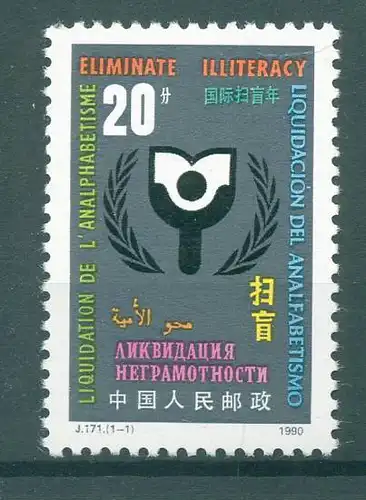 ELIMINATE ILLITERACY
20分
国际扫盲年
LIQUIDATION DE L'ANALPHABETISME
LIQUIDACIÓN DEL ANALFABETISMO
扫盲
محو الأمية
ЛИКВИДАЦИЯ
НЕГРАМОТНОСТИ
中国人民邮政
J.171.(1-1) 1990